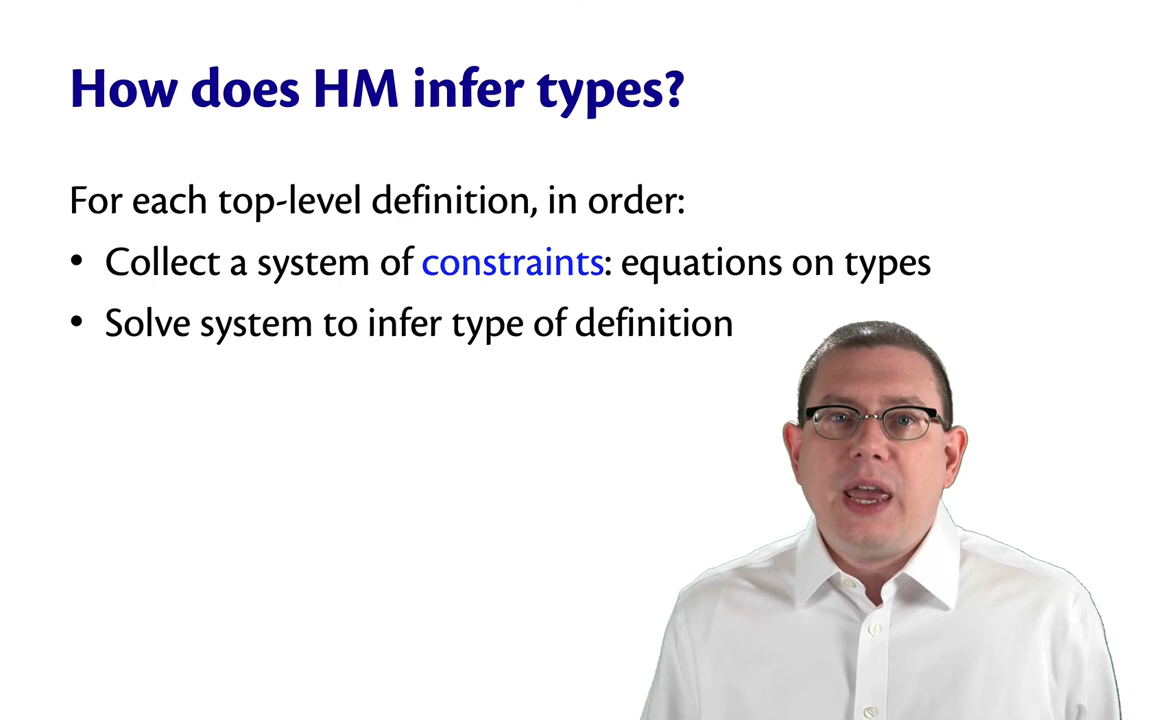 How does HM infer types?
For each top-level definition, in order:
• Collect a system of constraints: equations on types
• Solve system to infer type of definition